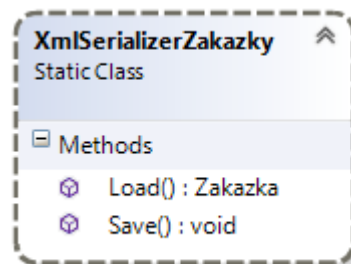 XmlSerializerZakazky
Static Class
Methods
Load() : Zakazka
Save() : void